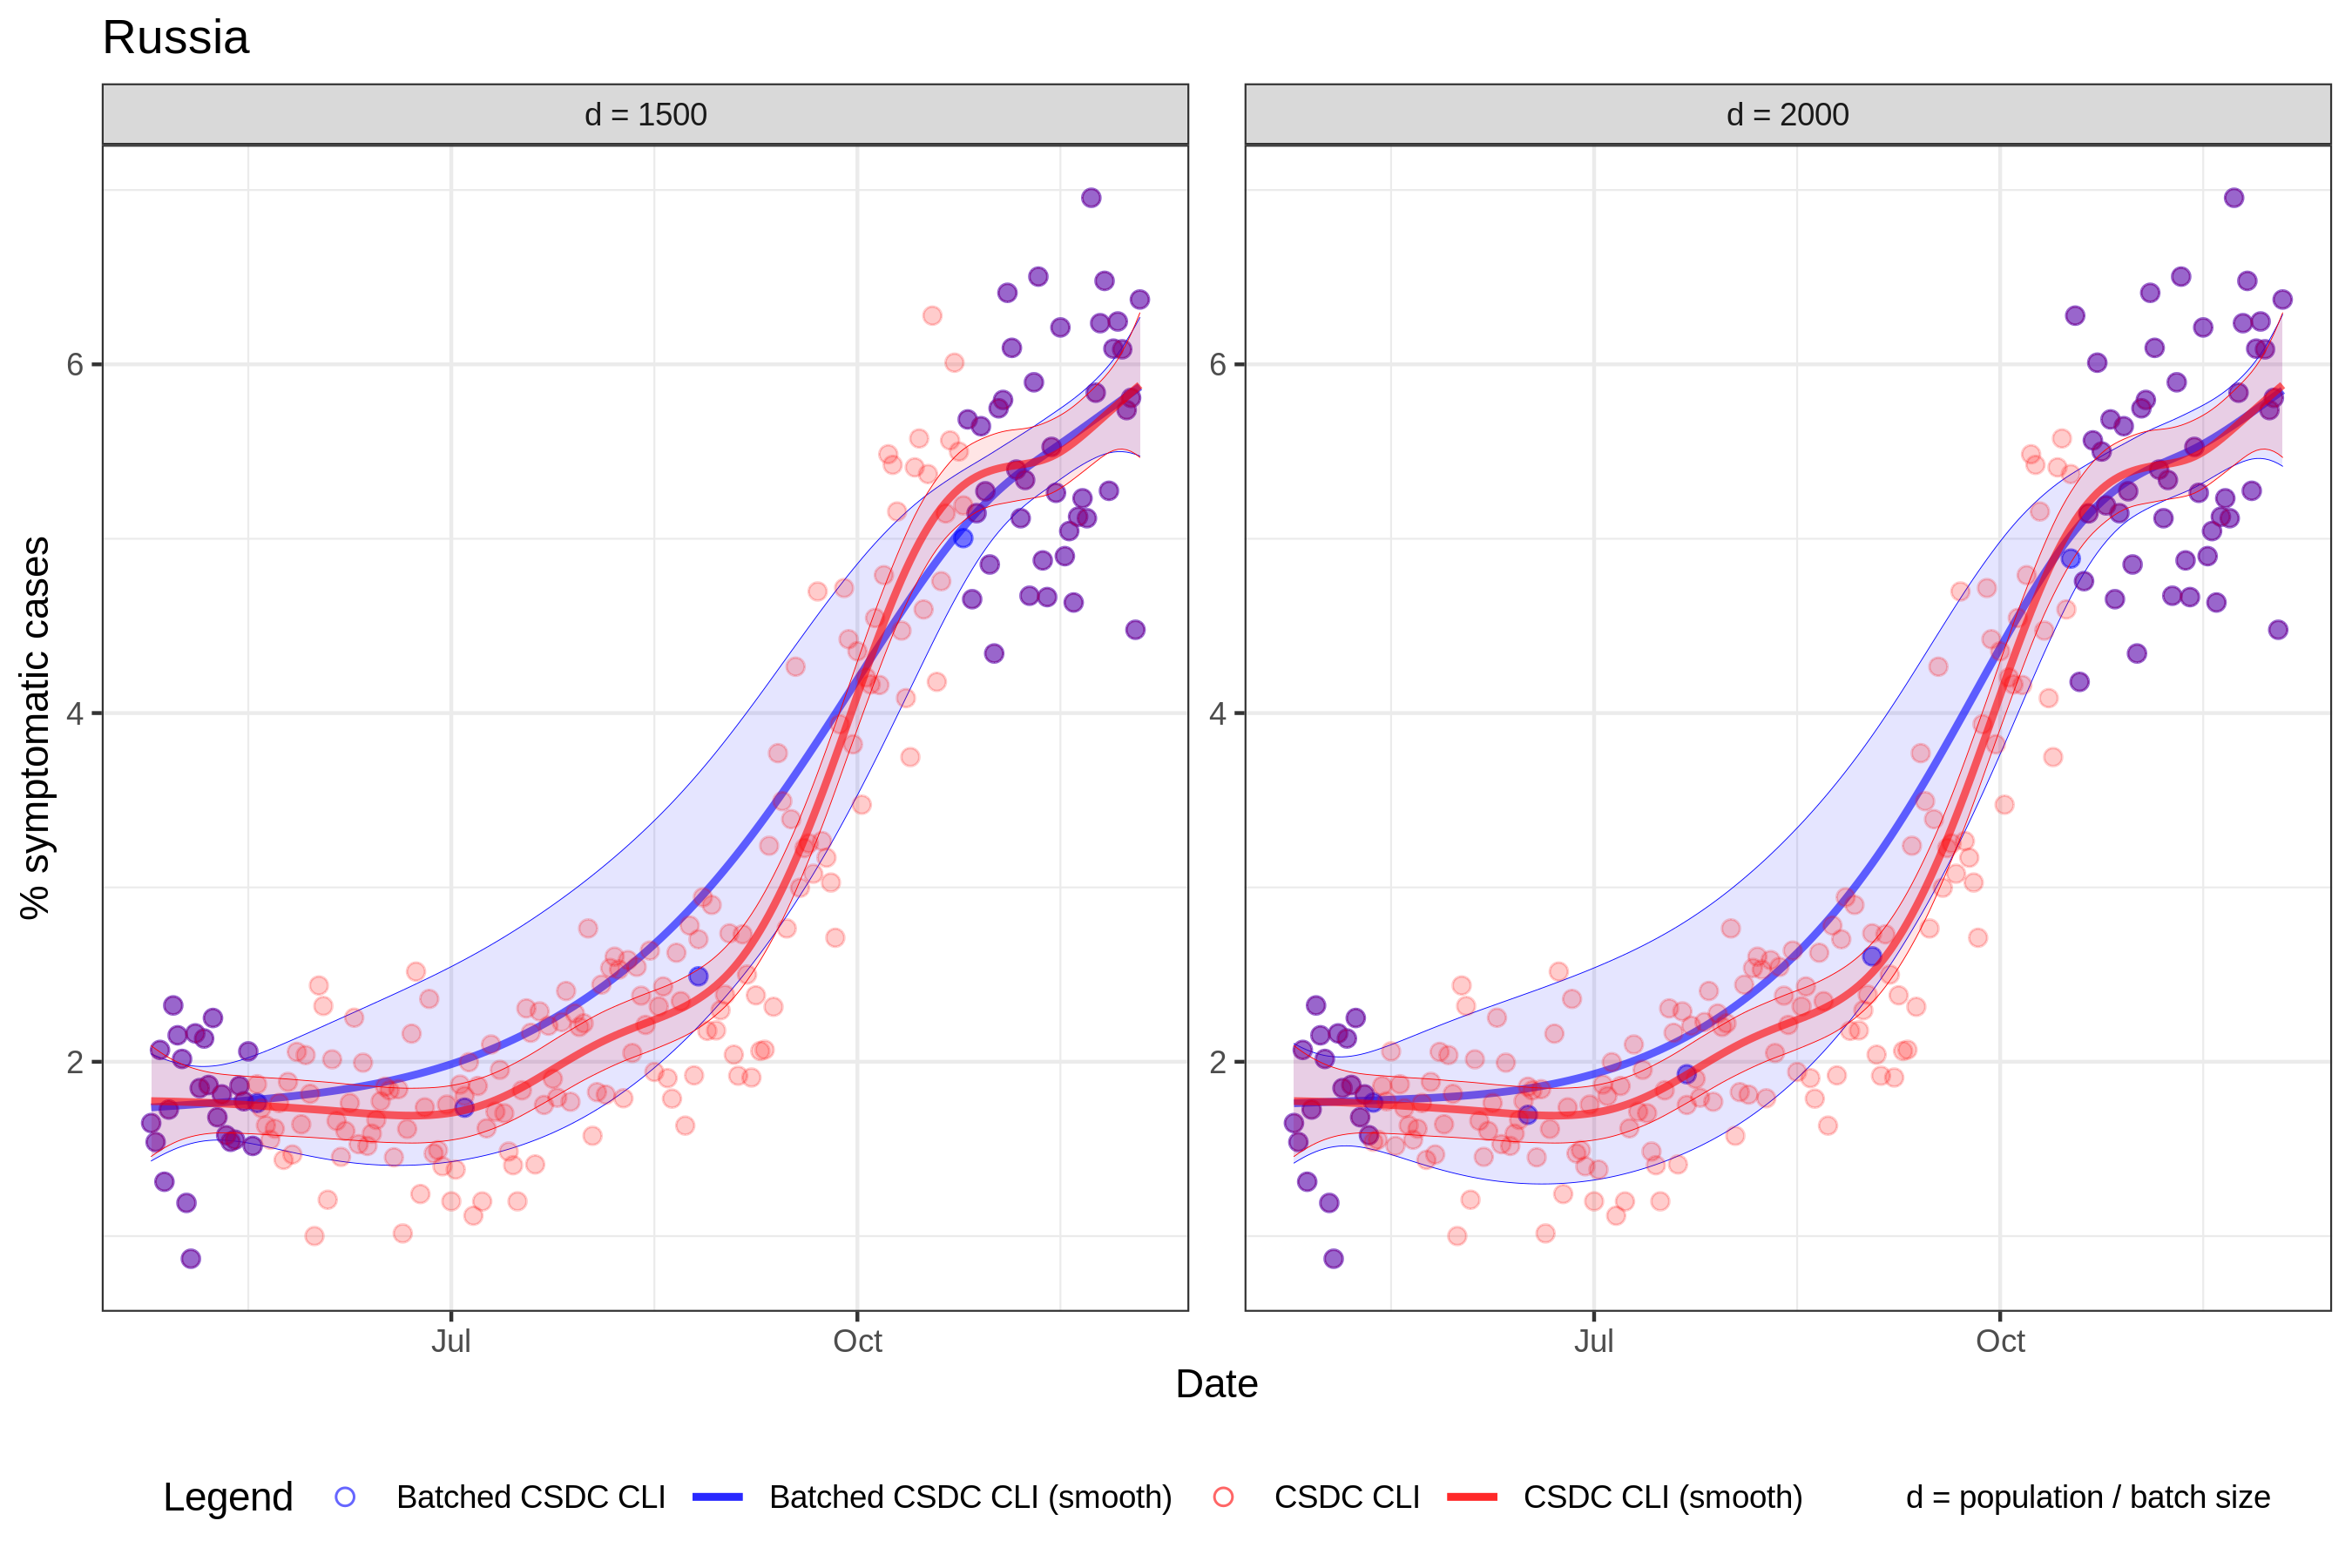 Russia
d = 1500
d = 2000
% symptomatic cases
6
4
2
6
4
2
Jul
Oct
Jul
Oct
Date
Legend Batched CSDC CLI Batched CSDC CLI (smooth) CSDC CLI CSDC CLI (smooth) d = population / batch size